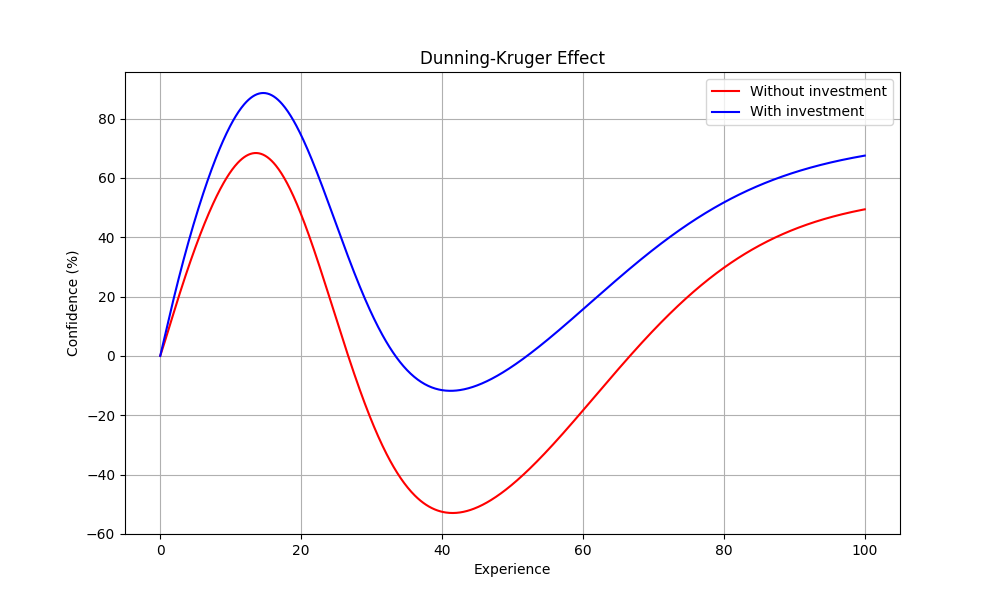 Dunning-Kruger Effect
Without investment
With investment
Confidence (%)
80
60
40
20
0
−20
−40
−60
0 20 40 60 80 100
Experience